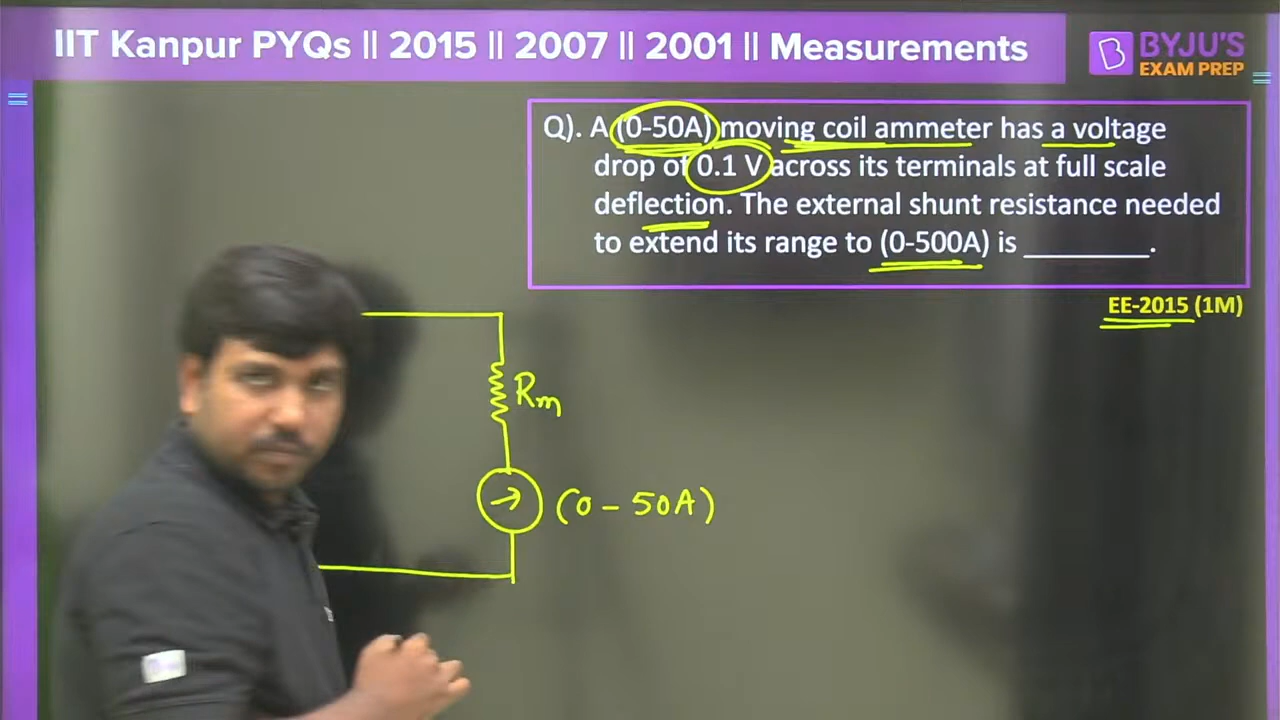 IIT Kanpur PYQs || 2015 || 2007 || 2001 || Measurements
BYJU'S
EXAM PREP
Q). A (0-50A) moving coil ammeter has a voltage
drop of 0.1 V across its terminals at full scale
deflection. The external shunt resistance needed
to extend its range to (0-500A) is ________.
EE-2015 (1M)
Rm
(0 - 50A)